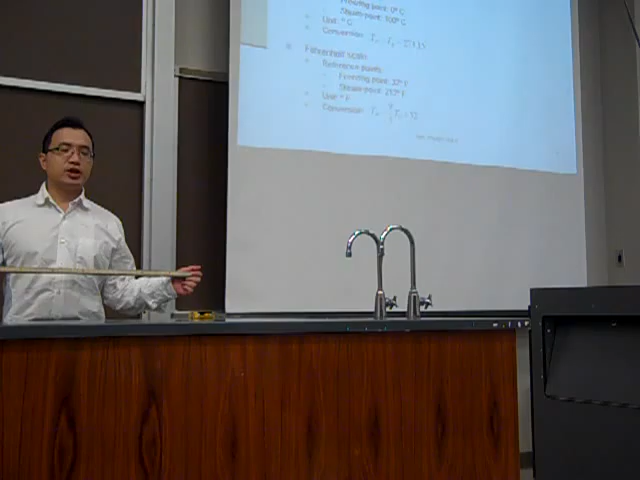 Freezing point: 0° C
Steam point: 100° C
Unit: ° C
Conversion:
Fahrenheit scale
Reference points
Freezing point: 32° F
Steam point: 212° F
Unit: ° F
Conversion: